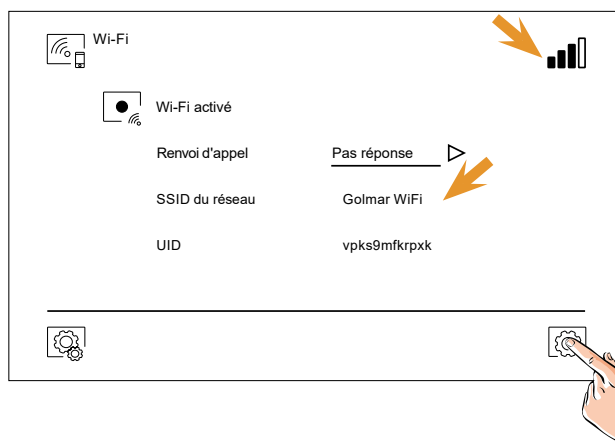 Wi-Fi
Wi-Fi activé
Renvoi d'appel Pas réponse
SSID du réseau Golmar WiFi
UID vpks9mfkrpxk